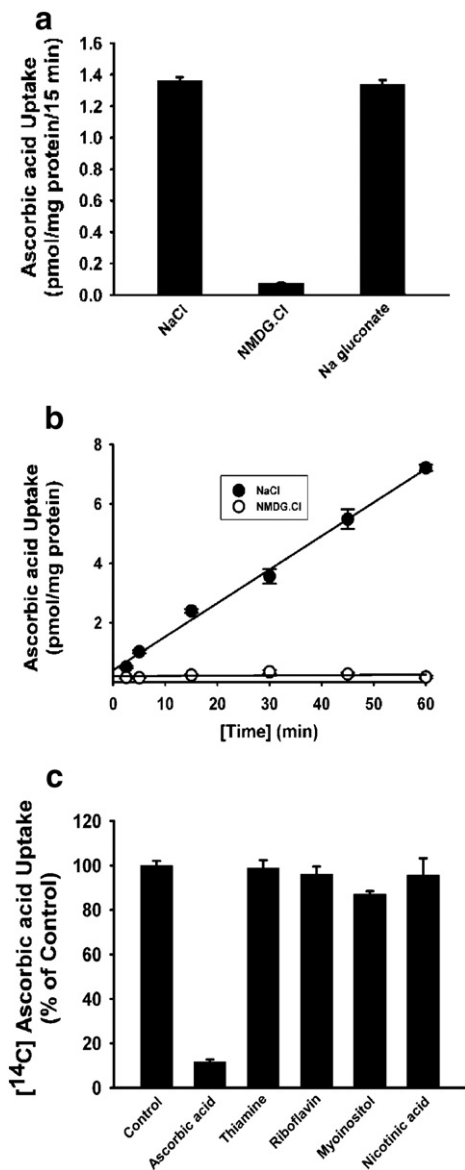 a
Ascorbic acid Uptake
(pmol/mg protein/15 min)
1.6
1.4
1.2
1.0
0.8
0.6
0.4
0.2
0.0
NaCl
NMDG.Cl
Na gluconate
b
Ascorbic acid Uptake
(pmol/mg protein)
8
6
4
2
NaCl
NMDG.Cl
0
10
20
30
40
50
60
[Time] (min)
c
[14C] Ascorbic acid Uptake
(% of Control)
120
100
80
60
40
20
0
Control
Ascorbic acid
Thiamine
Riboflavin
Myoinositol
Nicotinic acid